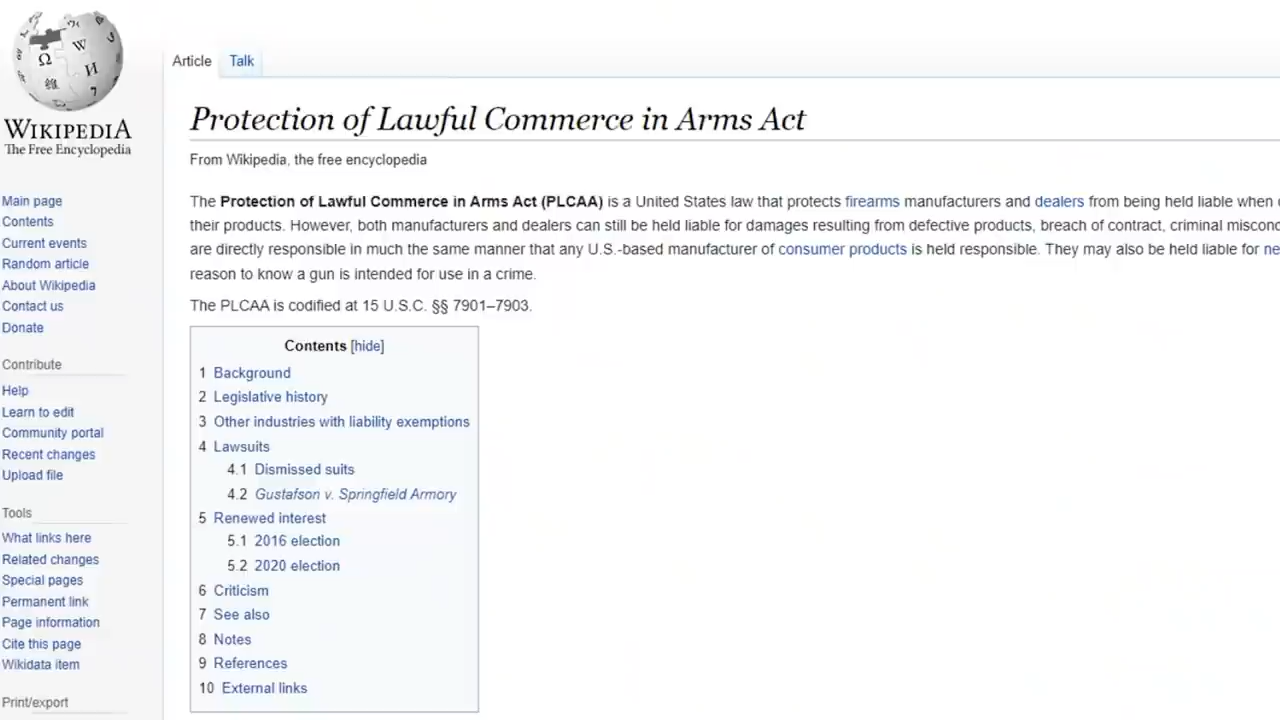 WIKIPEDIA
The Free Encyclopedia
Main page
Contents
Current events
Random article
About Wikipedia
Contact us
Donate
Contribute
Help
Learn to edit
Community portal
Recent changes
Upload file
Tools
What links here
Related changes
Special pages
Permanent link
Page information
Cite this page
Wikidata item
Print/export
Article Talk
Protection of Lawful Commerce in Arms Act
From Wikipedia, the free encyclopedia
The Protection of Lawful Commerce in Arms Act (PLCAA) is a United States law that protects firearms manufacturers and dealers from being held liable when
their products. However, both manufacturers and dealers can still be held liable for damages resulting from defective products, breach of contract, criminal
are directly responsible in much the same manner that any U.S.-based manufacturer of consumer products is held responsible. They may also be held liable for
reason to know a gun is intended for use in a crime.
The PLCAA is codified at 15 U.S.C. §§ 7901–7903.
Contents [hide]
1 Background
2 Legislative history
3 Other industries with liability exemptions
4 Lawsuits
4.1 Dismissed suits
4.2 Gustafson v. Springfield Armory
5 Renewed interest
5.1 2016 election
5.2 2020 election
6 Criticism
7 See also
8 Notes
9 References
10 External links